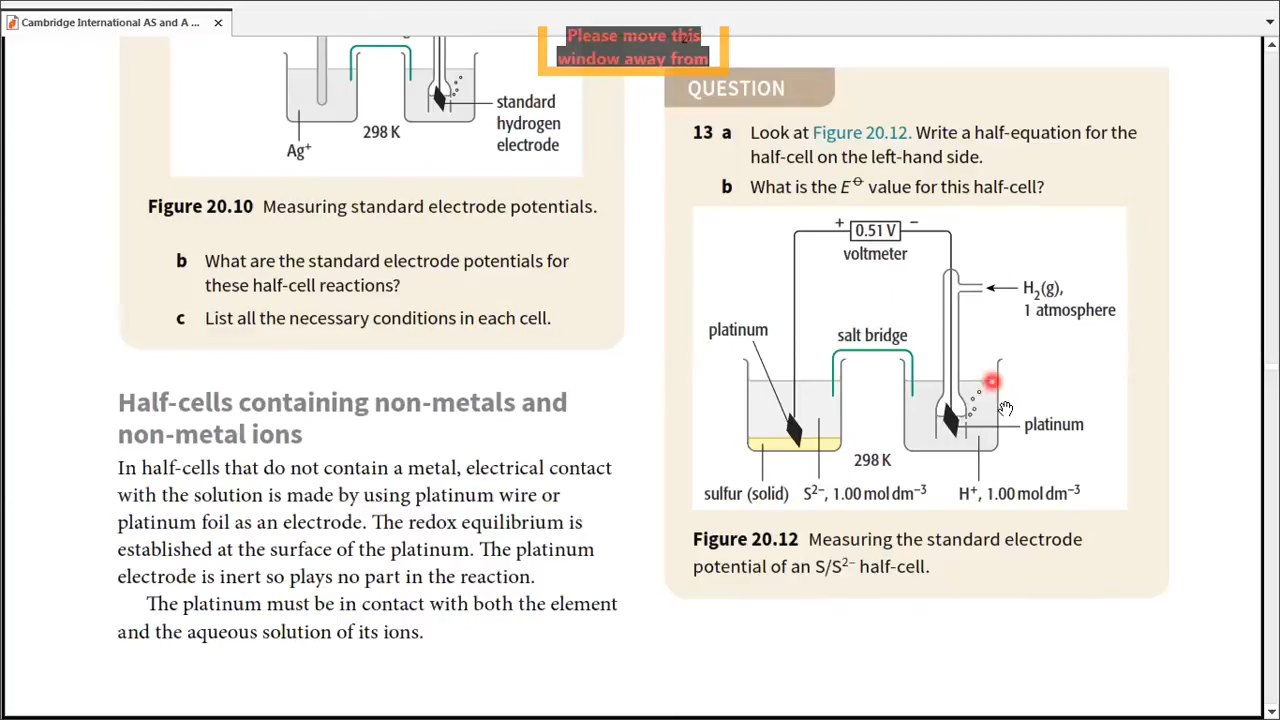 Cambridge International AS and A ...
Please move this
window away from
standard
hydrogen
electrode
298 K
Ag⁺
Figure 20.10 Measuring standard electrode potentials.
b What are the standard electrode potentials for
these half-cell reactions?
c List all the necessary conditions in each cell.
Half-cells containing non-metals and
non-metal ions
In half-cells that do not contain a metal, electrical contact
with the solution is made by using platinum wire or
platinum foil as an electrode. The redox equilibrium is
established at the surface of the platinum. The platinum
electrode is inert so plays no part in the reaction.
The platinum must be in contact with both the element
and the aqueous solution of its ions.
QUESTION
13 a Look at Figure 20.12. Write a half-equation for the
half-cell on the left-hand side.
b What is the E⦵ value for this half-cell?
+ 0.51 V −
voltmeter
H₂(g),
1 atmosphere
platinum
salt bridge
platinum
298 K
sulfur (solid) S²⁻, 1.00 mol dm⁻³ H⁺, 1.00 mol dm⁻³
Figure 20.12 Measuring the standard electrode
potential of an S/S²⁻ half-cell.